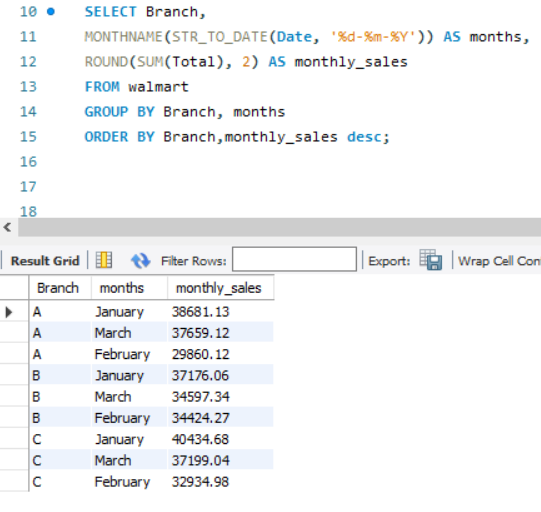 10 SELECT Branch,
11 MONTHNAME(STR_TO_DATE(Date, '%d-%m-%Y')) AS months,
12 ROUND(SUM(Total), 2) AS monthly_sales
13 FROM walmart
14 GROUP BY Branch, months
15 ORDER BY Branch,monthly_sales desc;
16
17
18
Result Grid Filter Rows: Export: Wrap Cell Con
Branch months monthly_sales
A January 38681.13
A March 37659.12
A February 29860.12
B January 37176.06
B March 34597.34
B February 34424.27
C January 40434.68
C March 37199.04
C February 32934.98